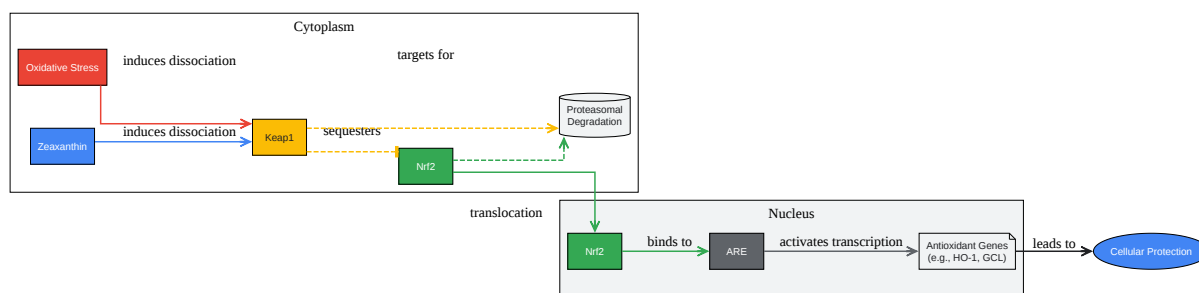 Cytoplasm
Oxidative Stress
induces dissociation
targets for
Proteasomal
Degradation
Zeaxanthin
induces dissociation
Keap1
sequesters
Nrf2
translocation
Nucleus
Nrf2
binds to
ARE
activates transcription
Antioxidant Genes
(e.g., HO-1, GCL)
leads to
Cellular Protection